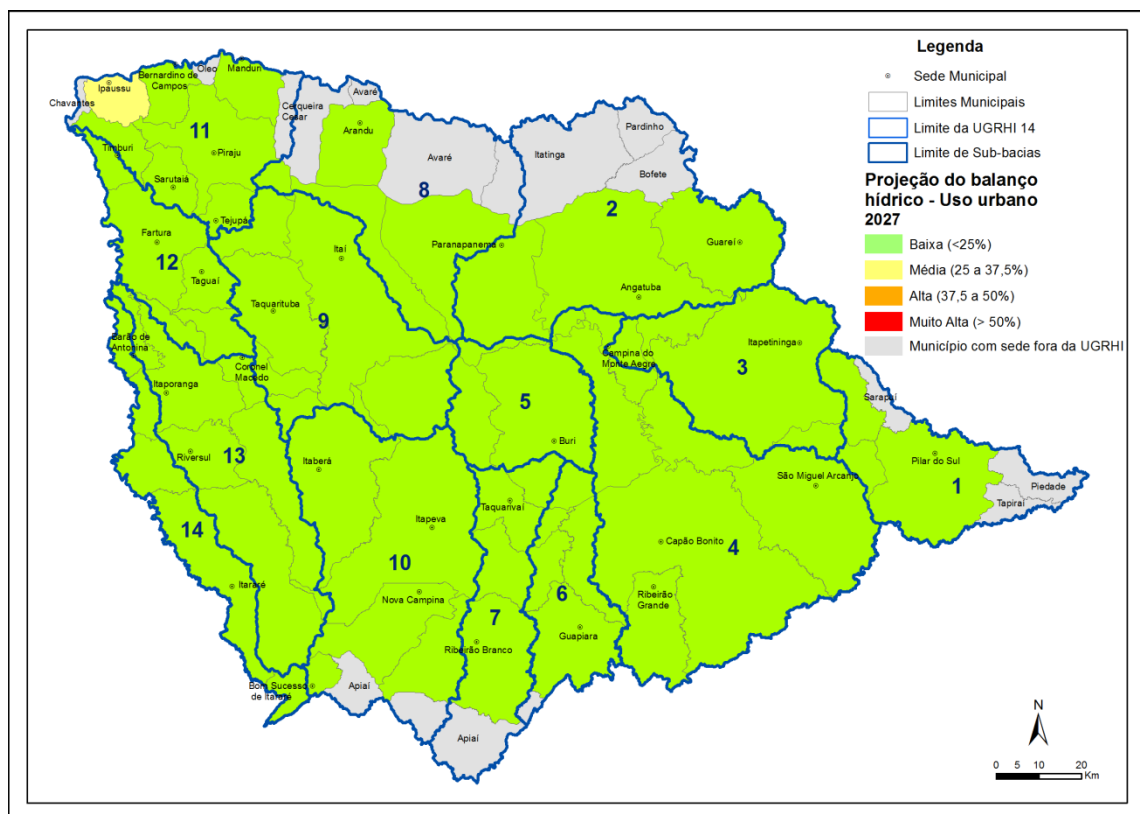 Legenda
Sede Municipal
Limites Municipais
Limite da UGRHI 14
Limite de Sub-bacias
Projeção do balanço
hídrico - Uso urbano
2027
Baixa (<25%)
Média (25 a 37,5%)
Alta (37,5 a 50%)
Muito Alta (> 50%)
Município com sede fora da UGRHI
Chavantes
Ipaussu
Bernardino de
Campos
Óleo
Manduri
Cerqueira
Cesar
Avaré
Arandu
Avaré
8
Itatinga
Pardinho
Bofete
2
Guareí
Angatuba
Paranapanema
11
Timburi
Piraju
Sarutaiá
Tejupá
Fartura
12
Taguaí
Itaí
Taquarituba
9
Coronel
Macedo
Barão de
Antonina
Itaporanga
Riversul
13
14
Itararé
Bom Sucesso
de Itararé
Itaberá
Itapeva
10
Nova Campina
Apiaí
Apiaí
5
Buri
Taquarivaí
7
Ribeirão Branco
6
Guapiara
Campina do
Monte Aegre
Itapetininga
3
Sarapuí
Pilar do Sul
1
Piedade
Tapiraí
São Miguel Arcanjo
4
Capão Bonito
Ribeirão
Grande
N
0 5 10 20
Km